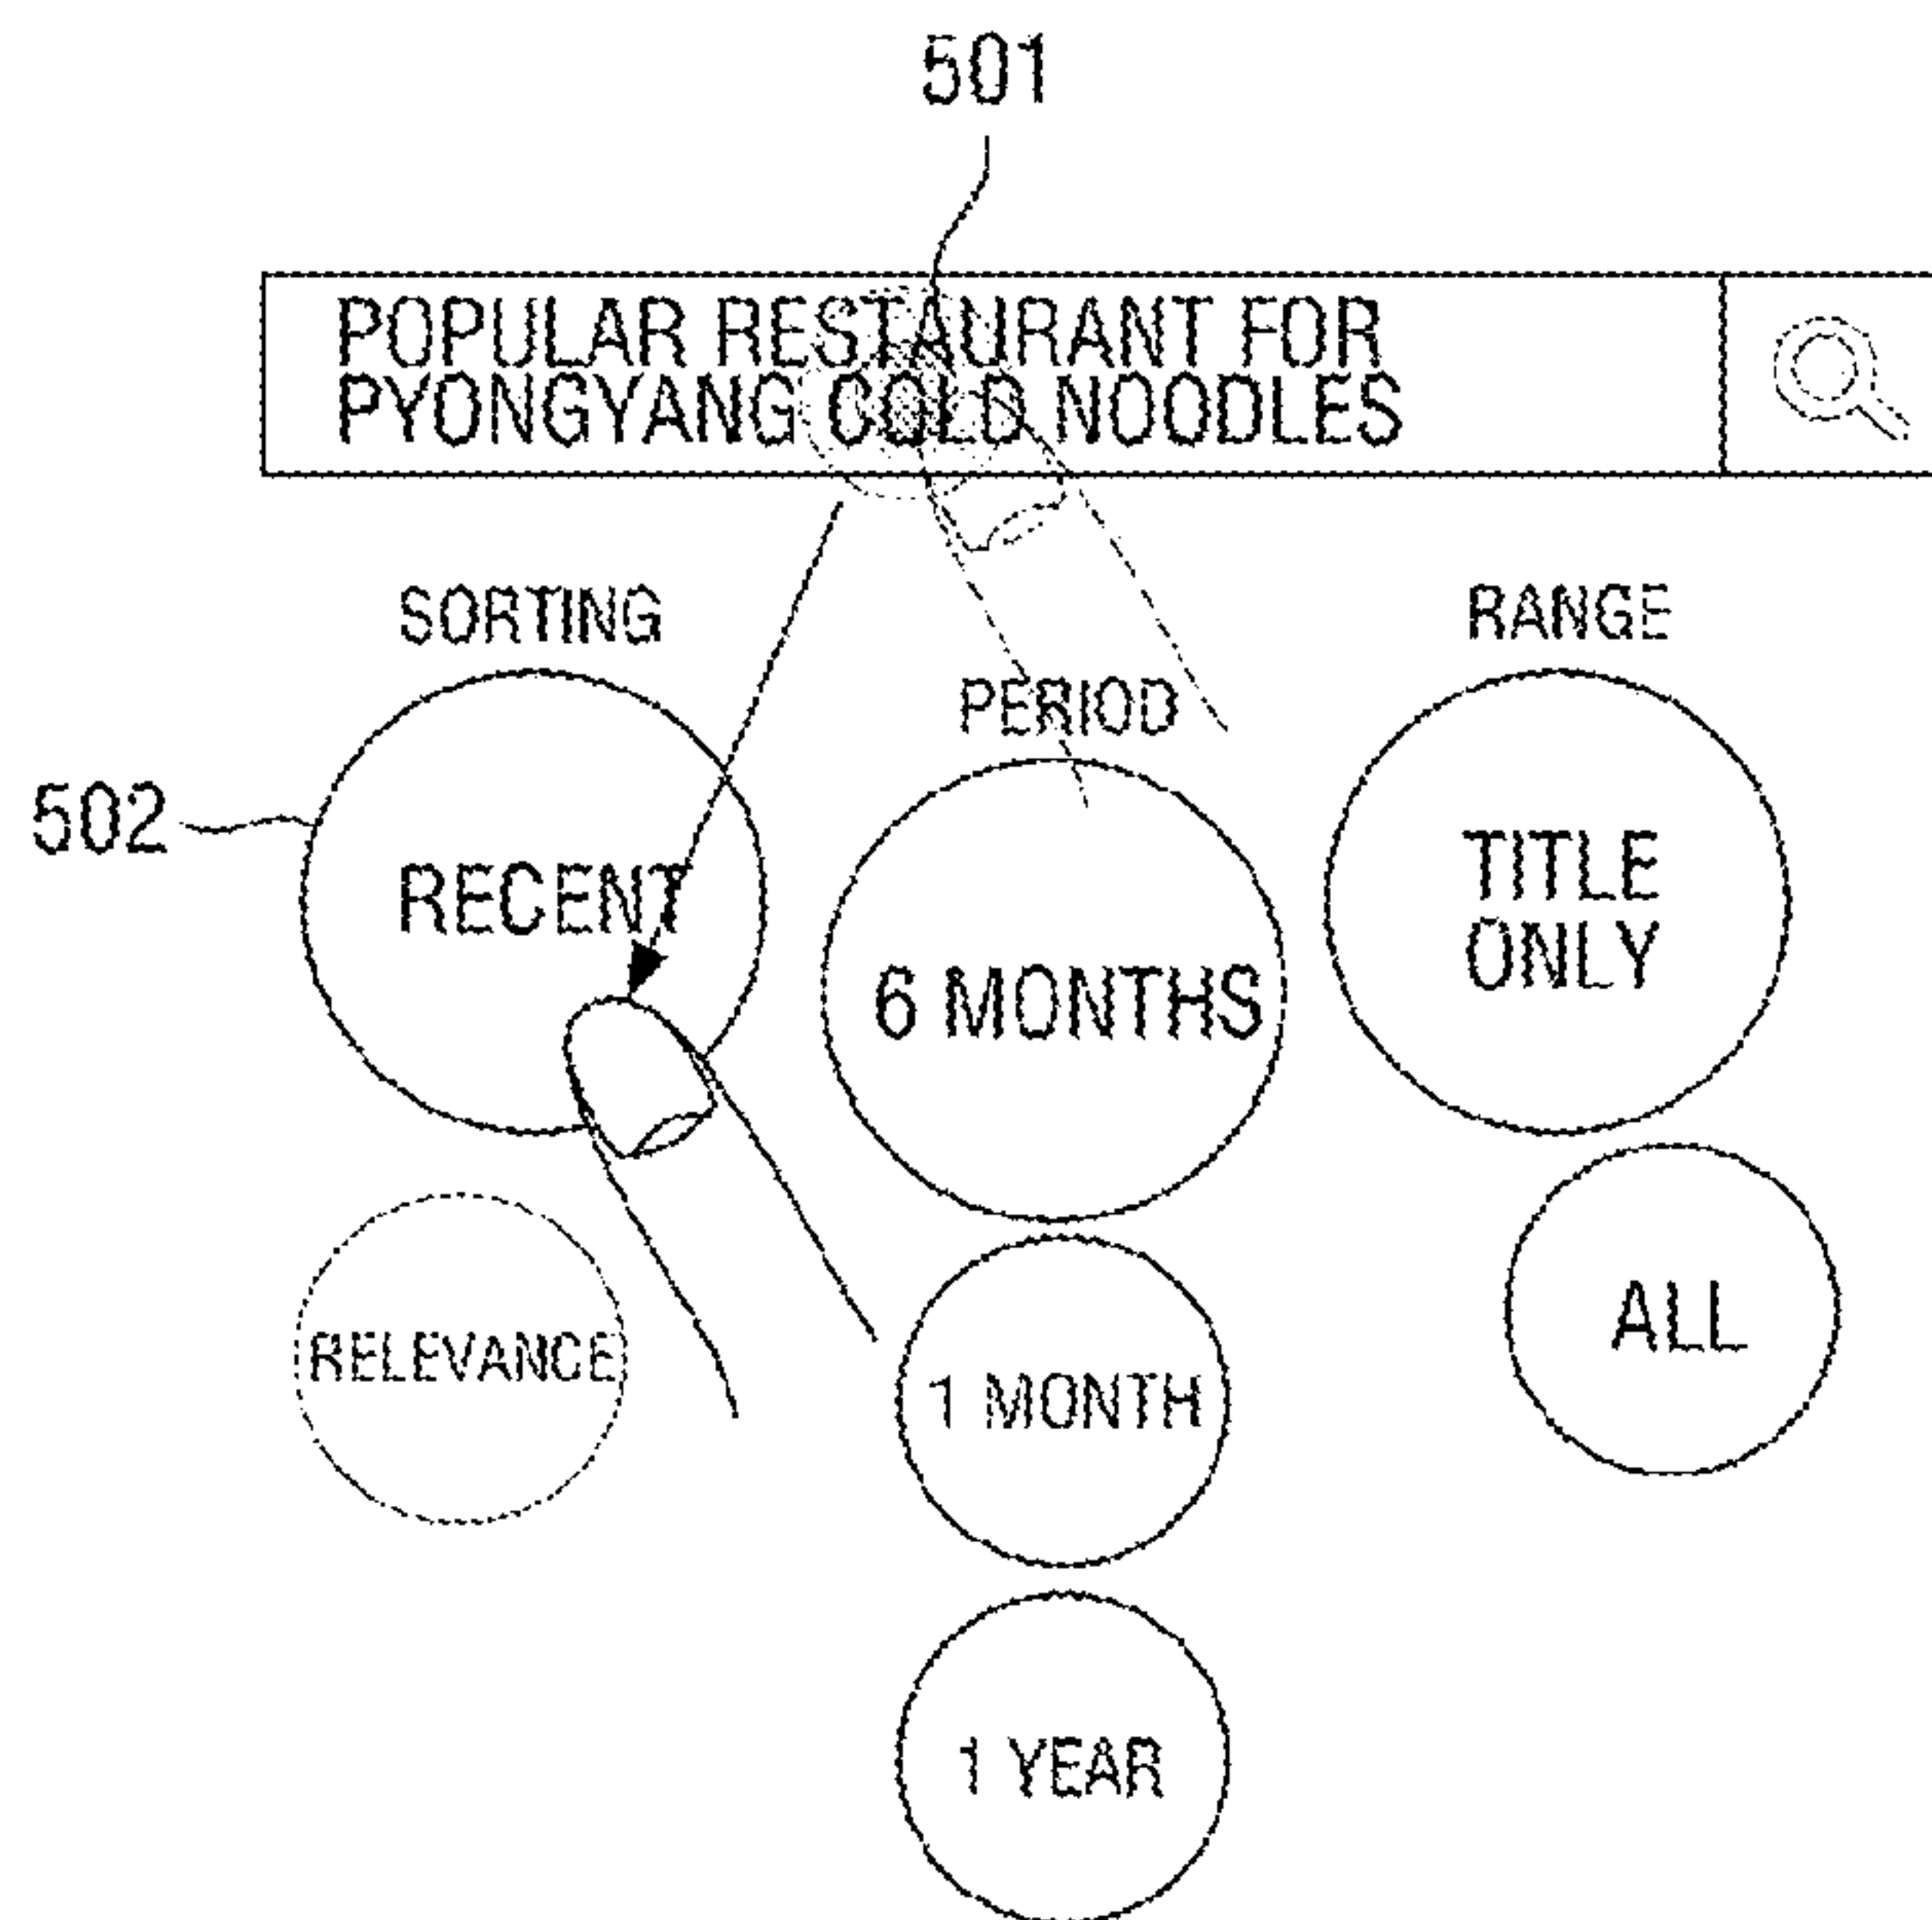 501
POPULAR RESTAURANT FOR
PYONGYANG COLD NOODLES
SORTING
RANGE
PERIOD
502
RECENT
TITLE
ONLY
6 MONTHS
RELEVANCE
1 MONTH
ALL
1 YEAR